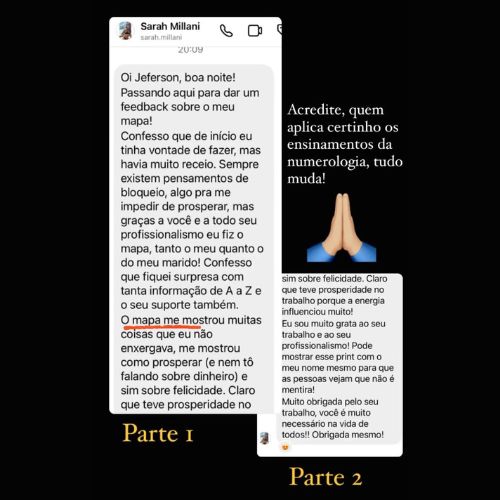 Sarah Millani
sarah.millani
20:09
Oi Jeferson, boa noite!
Passando aqui para dar um
feedback sobre o meu
mapa!
Confesso que de início eu
tinha vontade de fazer, mas
havia muito receio. Sempre
existem pensamentos de
bloqueio, algo pra me
impedir de prosperar, mas
graças a você e a todo seu
profissionalismo eu fiz o
mapa, tanto o meu quanto o
do meu marido! Confesso
que fiquei surpresa com
tanta informação de A a Z e
o seu suporte também.
O mapa me mostrou muitas
coisas que eu não
enxergava, me mostrou
como prosperar (e nem tô
falando sobre dinheiro) e
sim sobre felicidade. Claro
que teve prosperidade no
Parte 1
Acredite, quem
aplica certinho os
ensinamentos da
numerologia, tudo
muda!
sim sobre felicidade. Claro
que teve prosperidade no
trabalho porque a energia
influenciou muito!
Eu sou muito grata ao seu
trabalho e ao seu
profissionalismo! Pode
mostrar esse print com o
meu nome mesmo para que
as pessoas vejam que não é
mentira!
Muito obrigada pelo seu
trabalho, você é muito
necessário na vida de
todos!! Obrigada mesmo!
Parte 2